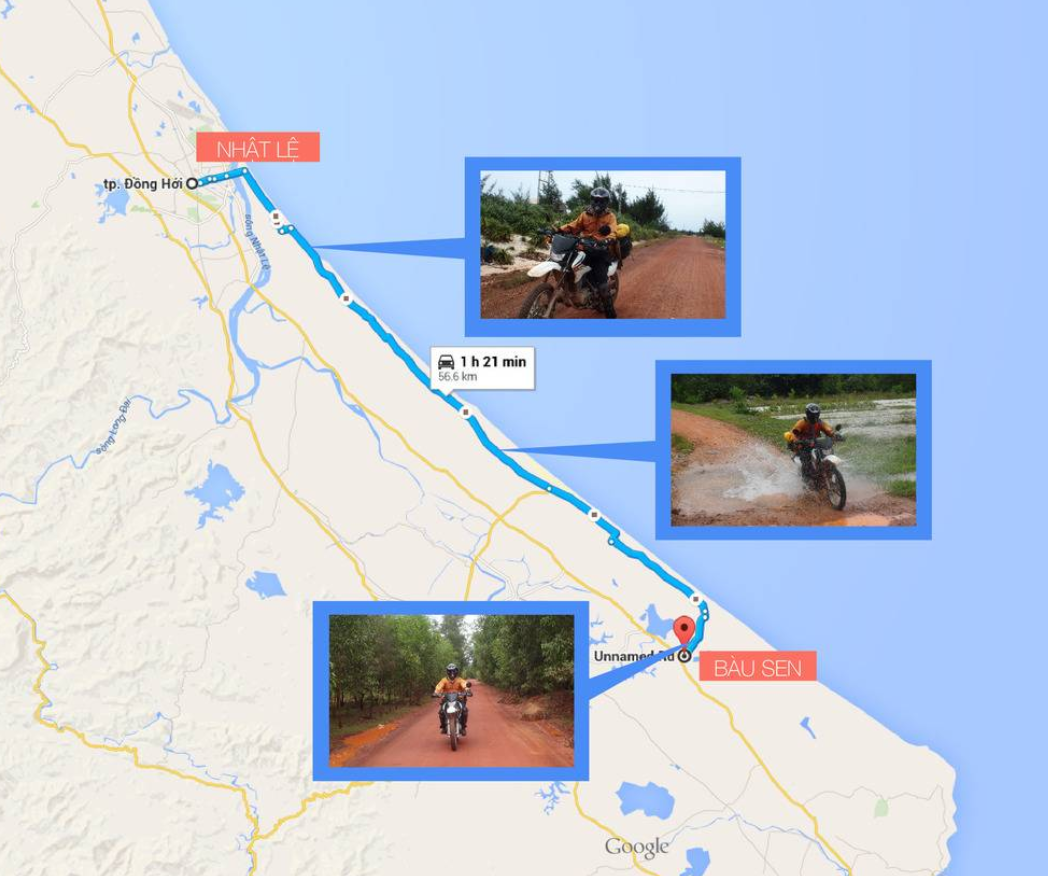 NHẬT LỆ
tp. Đồng Hới
sông Nhật Lệ
1 h 21 min
56.6 km
sông Long Đại
Unnamed Rd
BÀU SEN
Google